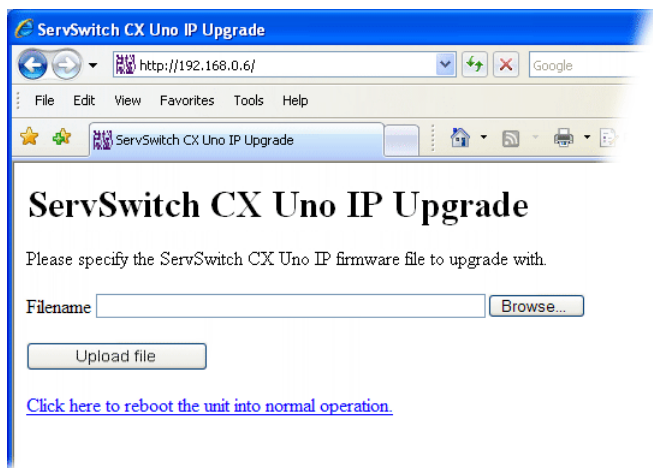 ServSwitch CX Uno IP Upgrade
http://192.168.0.6/
Google
File Edit View Favorites Tools Help
ServSwitch CX Uno IP Upgrade
ServSwitch CX Uno IP Upgrade
Please specify the ServSwitch CX Uno IP firmware file to upgrade with.
Filename Browse...
Upload file
Click here to reboot the unit into normal operation.